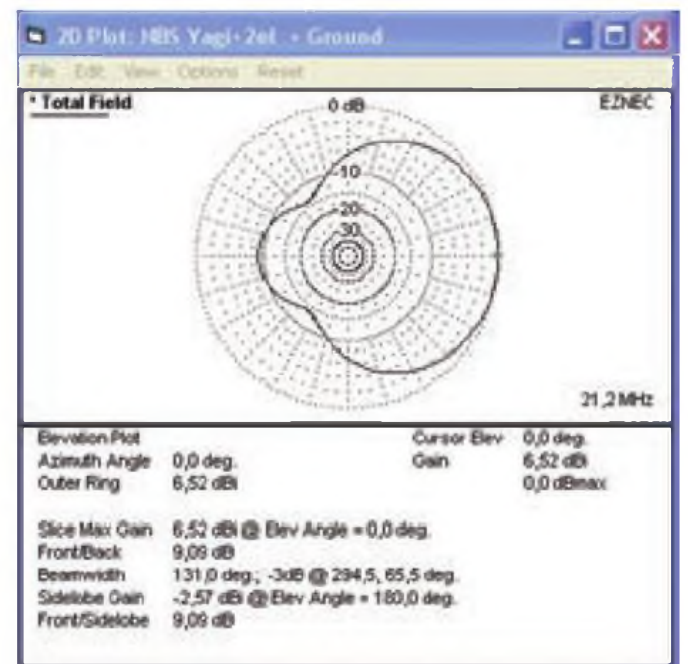 2D Plot: HBS Yagi-2el + Ground
File Edit View Options Reset
* Total Field
0 dB
EZNEC
-10
-20
-30
21,2 MHz
Elevation Plot
Cursor Elev 0,0 deg.
Azimuth Angle 0,0 deg.
Gain 6,52 dBi
Outer Ring 6,52 dBi
0,0 dBmax
Slice Max Gain 6,52 dBi @ Elev Angle = 0,0 deg.
Front/Back 9,09 dB
Beamwidth 131,0 deg.; -3dB @ 294,5, 65,5 deg.
Sidelobe Gain -2,57 dBi @ Elev Angle = 180,0 deg.
Front/Sidelobe 9,09 dB